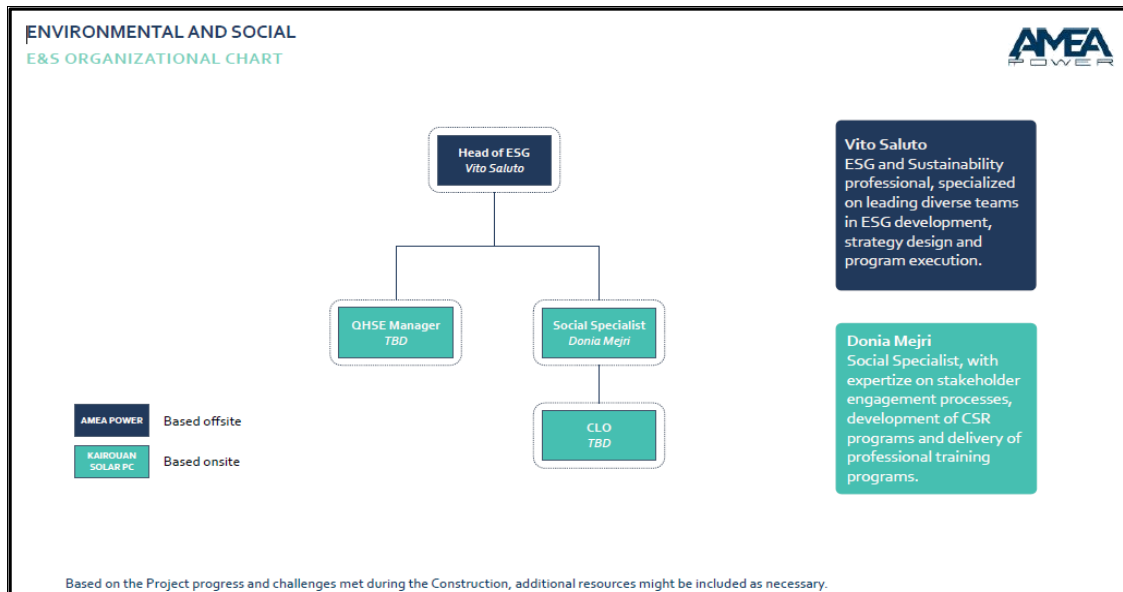 ENVIRONMENTAL AND SOCIAL
E&S ORGANIZATIONAL CHART
AMEA
POWER
Head of ESG
Vito Saluto
QHSE Manager
TBD
Social Specialist
Donia Mejri
CLO
TBD
AMEA POWER
Based offsite
KAIROUAN
SOLAR PC
Based onsite
Vito Saluto
ESG and Sustainability
professional, specialized
on leading diverse teams
in ESG development,
strategy design and
program execution.
Donia Mejri
Social Specialist, with
expertize on stakeholder
engagement processes,
development of CSR
programs and delivery of
professional training
programs.
Based on the Project progress and challenges met during the Construction, additional resources might be included as necessary.